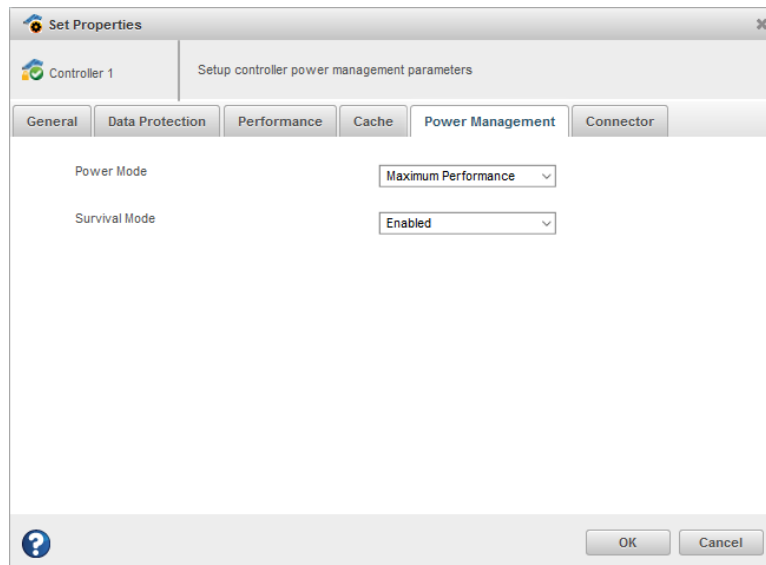 Set Properties
Controller 1
Setup controller power management parameters
General Data Protection Performance Cache Power Management Connector
Power Mode Maximum Performance
Survival Mode Enabled
? OK Cancel